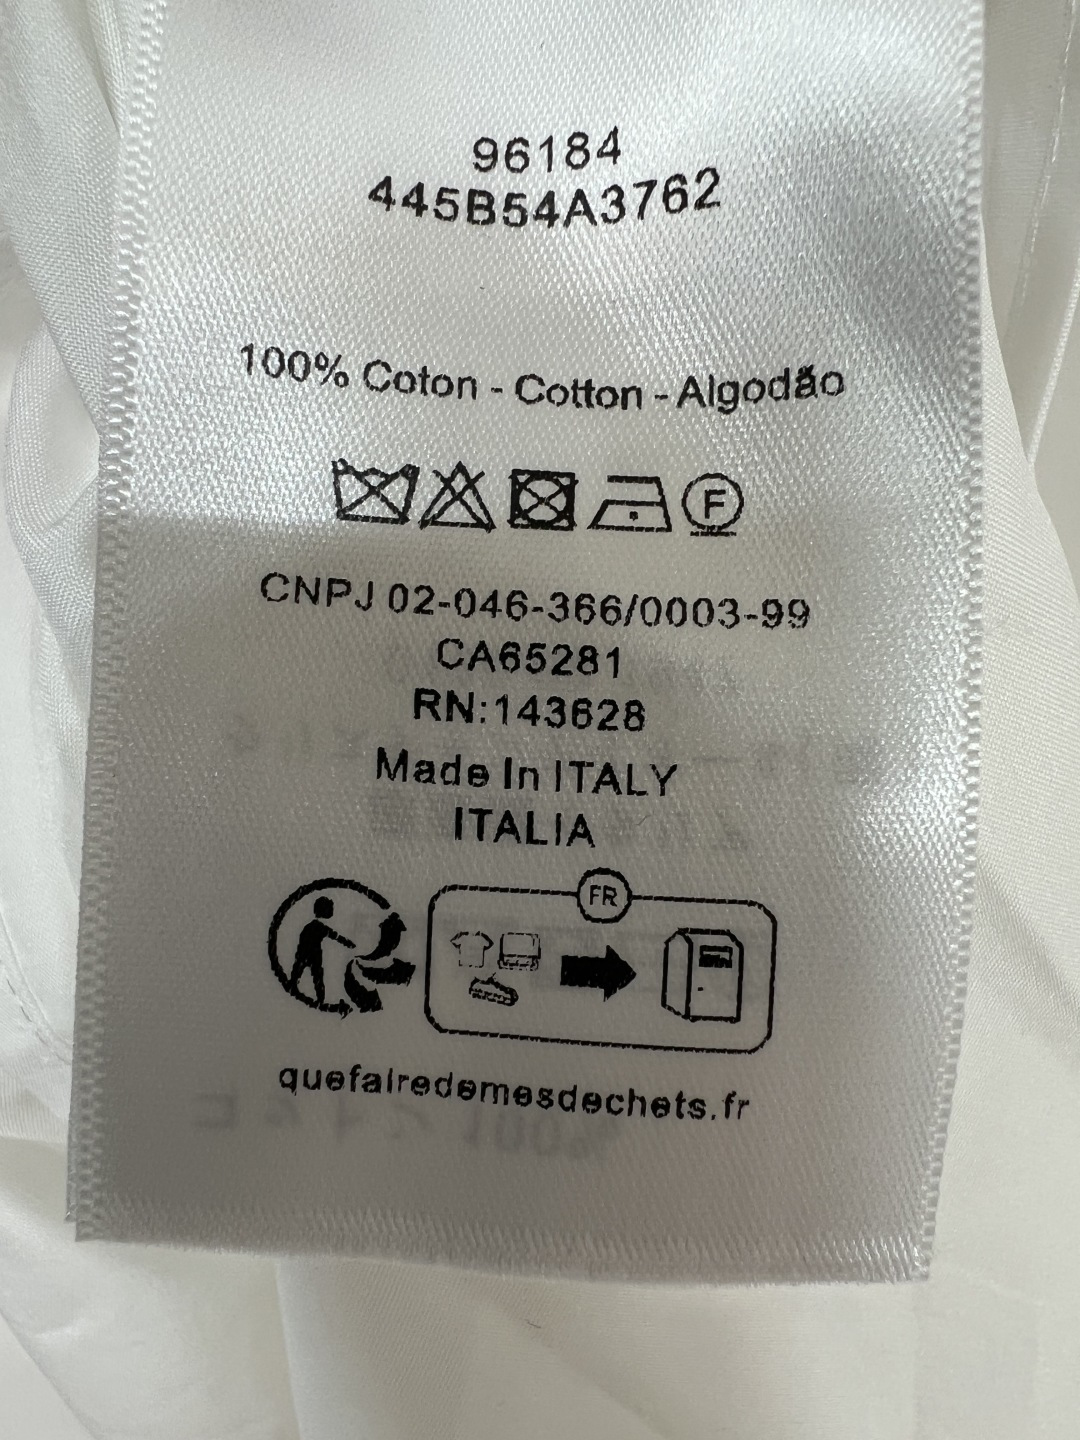 96184
445B54A3762
100% Coton - Cotton - Algodão
F
CNPJ 02-046-366/0003-99
CA65281
RN:143628
Made In ITALY
ITALIA
FR
quefairedemesdechets.fr